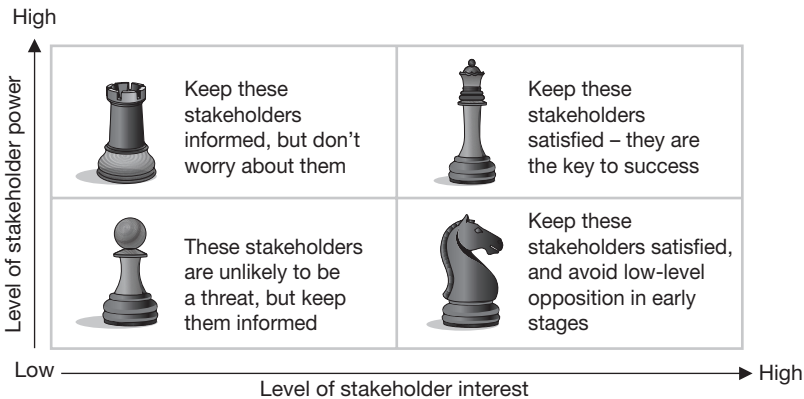 High
Level of stakeholder power
Keep these
stakeholders
informed, but don't
worry about them
Keep these
stakeholders
satisfied – they are
the key to success
These stakeholders
are unlikely to be
a threat, but keep
them informed
Keep these
stakeholders satisfied,
and avoid low-level
opposition in early
stages
Low
High
Level of stakeholder interest